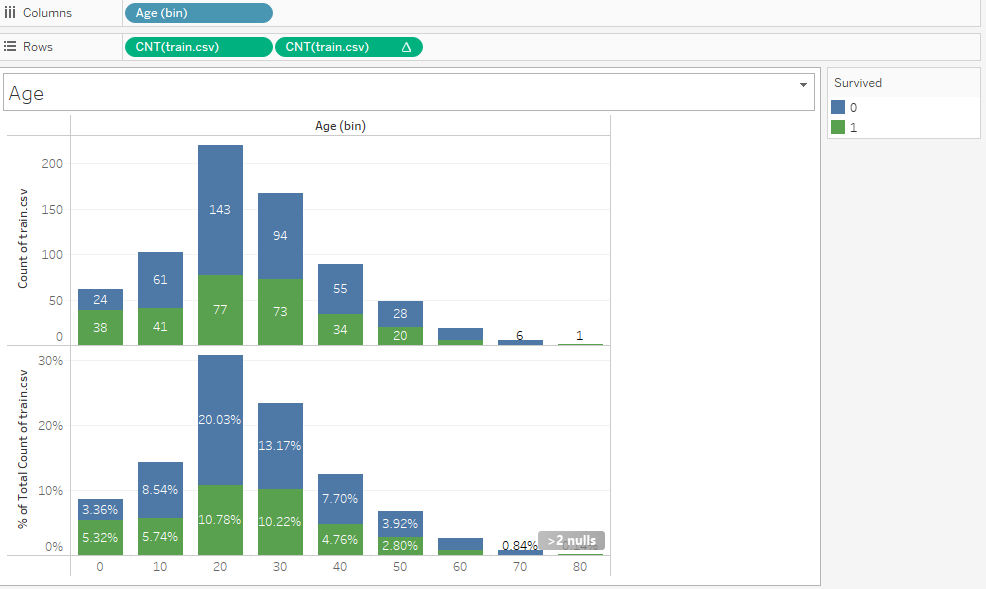 Columns Age (bin)
Rows CNT(train.csv) CNT(train.csv) Δ
Age
Survived
0
1
Age (bin)
Count of train.csv
200
150
100
50
0
143
94
61
55
24
28
38 41 77 73 34 20
6 1
% of Total Count of train.csv
30%
20%
10%
0%
20.03%
13.17%
8.54%
7.70%
3.36%
3.92%
5.32% 5.74% 10.78% 10.22% 4.76% 2.80%
0.84%
>2 nulls
0 10 20 30 40 50 60 70 80